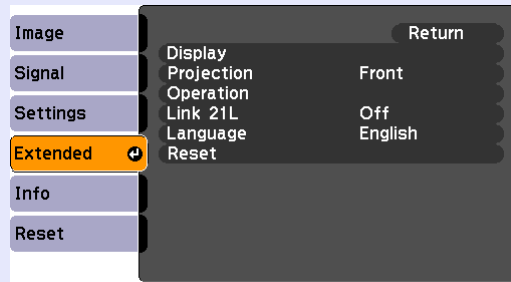 Image
Signal
Settings
Extended
Info
Reset
Return
Display
Projection Front
Operation
Link 21L Off
Language English
Reset